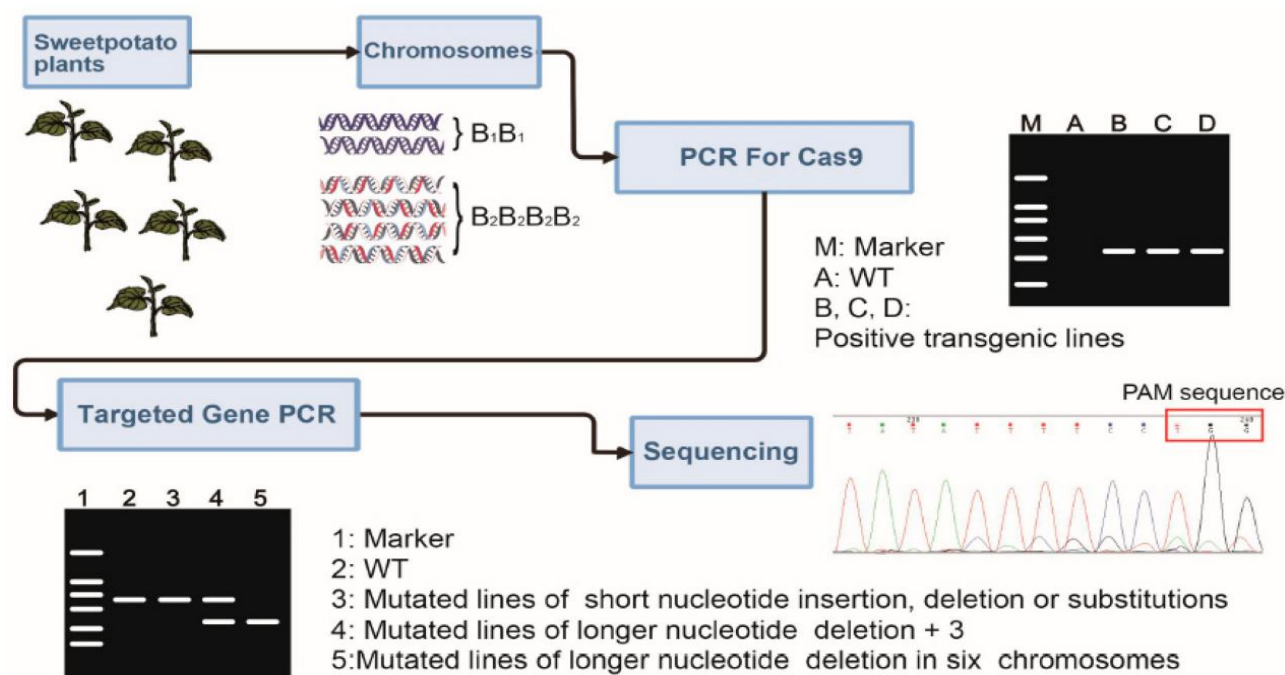 Sweetpotato
plants
Chromosomes
B₁B₁
B₂B₂B₂B₂
PCR For Cas9
M A B C D
M: Marker
A: WT
B, C, D:
Positive transgenic lines
Targeted Gene PCR
Sequencing
PAM sequence
1 2 3 4 5
1: Marker
2: WT
3: Mutated lines of short nucleotide insertion, deletion or substitutions
4: Mutated lines of longer nucleotide deletion + 3
5:Mutated lines of longer nucleotide deletion in six chromosomes